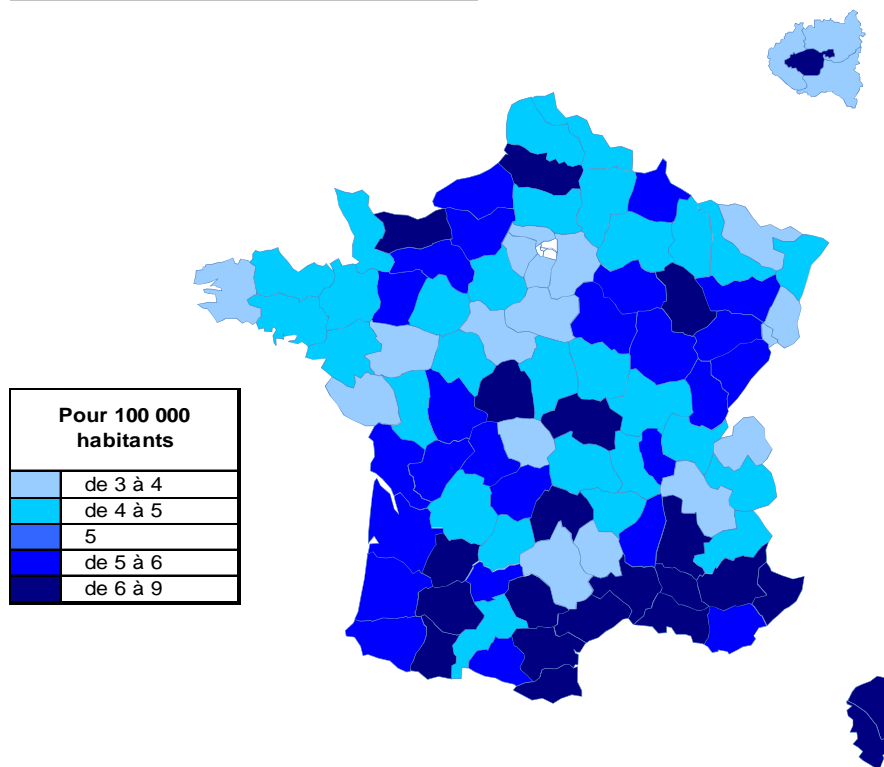 Pour 100 000
habitants
de 3 à 4
de 4 à 5
5
de 5 à 6
de 6 à 9